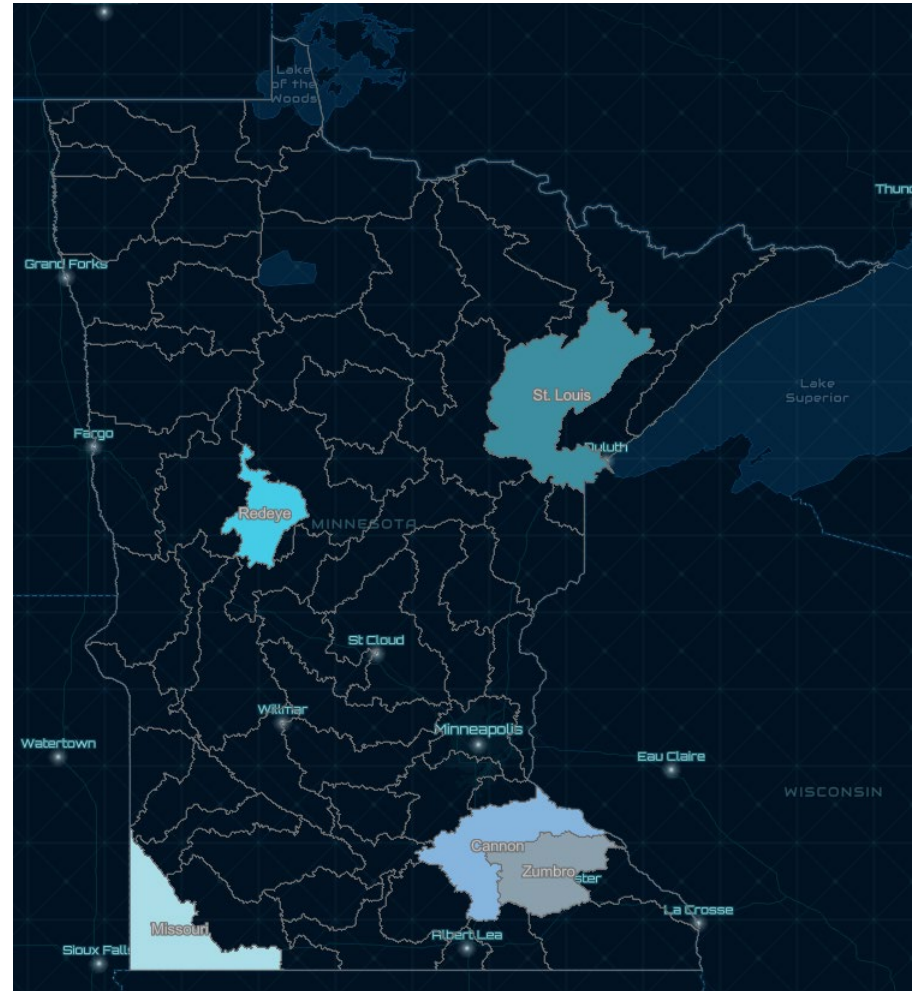 Lake
of the
Woods
Thund
Grand Forks
Lake
Superior
St. Louis
Fargo
Duluth
Redeye
MINNESOTA
St Cloud
Willmar
Minneapolis
Watertown
Eau Claire
WISCONSIN
Cannon
Zumbro
ster
La Crosse
Missouri
Albert Lea
Sioux Falls